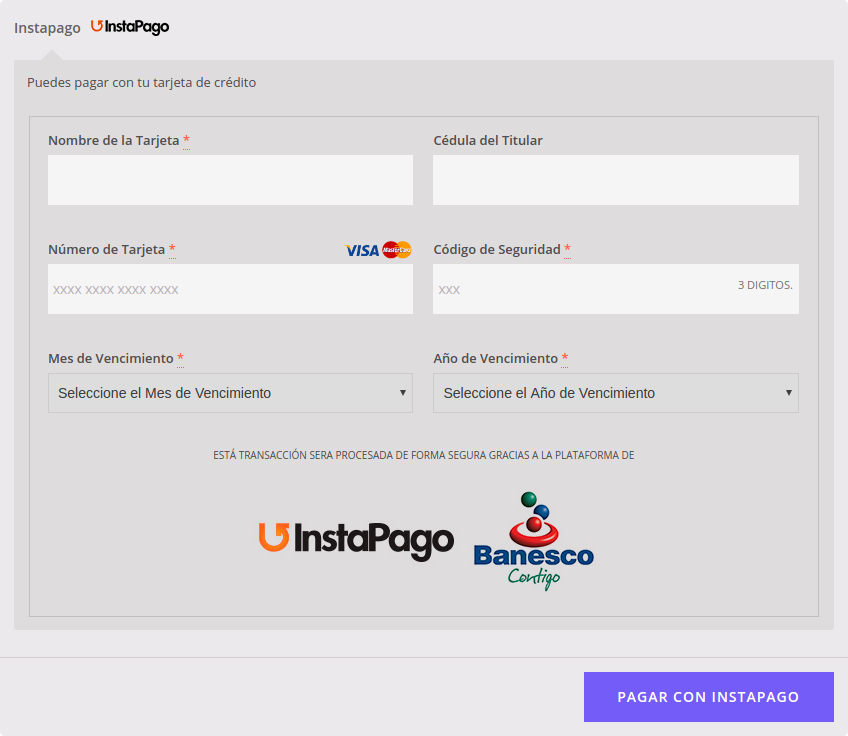 Instapago InstaPago
Puedes pagar con tu tarjeta de crédito
Nombre de la Tarjeta *
Cédula del Titular
Número de Tarjeta * VISA MasterCard
Código de Seguridad *
xxxx xxxx xxxx xxxx
xxx 3 DIGITOS.
Mes de Vencimiento *
Año de Vencimiento *
Seleccione el Mes de Vencimiento ▾
Seleccione el Año de Vencimiento ▾
ESTÁ TRANSACCIÓN SERA PROCESADA DE FORMA SEGURA GRACIAS A LA PLATAFORMA DE
InstaPago
Banesco
Contigo
PAGAR CON INSTAPAGO